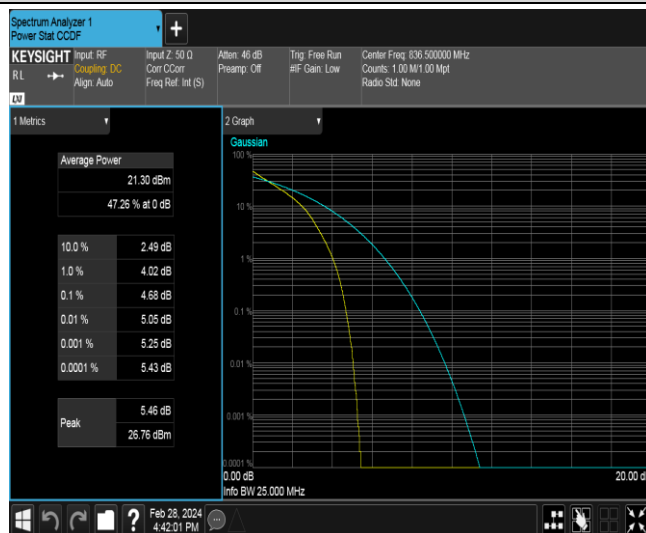 Spectrum Analyzer 1
Power Stat CCDF
KEYSIGHT
RL
LXI
Input: RF
Coupling: DC
Align: Auto
Input Z: 50 Ω
Corr CCorr
Freq Ref: Int (S)
Atten: 46 dB
Preamp: Off
Trig: Free Run
#IF Gain: Low
Center Freq: 836.500000 MHz
Counts: 1.00 M/1.00 Mpt
Radio Std: None
1 Metrics
Average Power
21.30 dBm
47.26 % at 0 dB
10.0 % 2.49 dB
1.0 % 4.02 dB
0.1 % 4.68 dB
0.01 % 5.05 dB
0.001 % 5.25 dB
0.0001 % 5.43 dB
Peak
5.46 dB
26.76 dBm
2 Graph
Gaussian
100 %
10 %
1 %
0.1 %
0.01 %
0.001 %
0.0001 %
0.00 dB
20.00 d
Info BW 25.000 MHz
?
Feb 28, 2024
4:42:01 PM